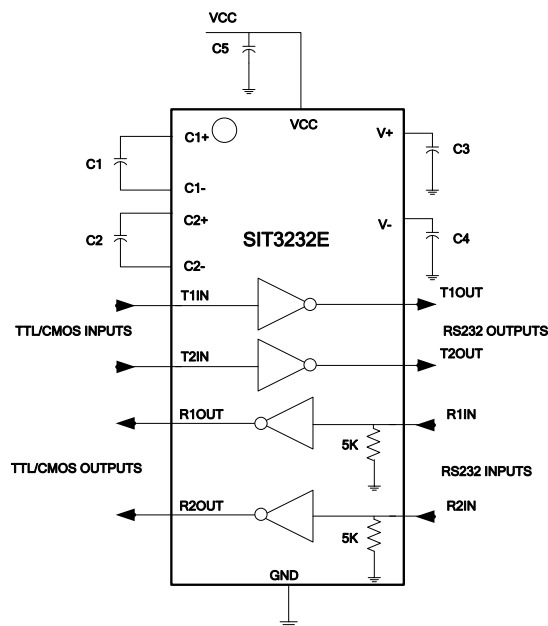 VCC
C5
VCC
C1+
V+
C1
C3
C1-
C2+
V-
C2
SIT3232E
C4
C2-
T1IN
T1OUT
TTL/CMOS INPUTS
RS232 OUTPUTS
T2IN
T2OUT
R1OUT
R1IN
5K
TTL/CMOS OUTPUTS
RS232 INPUTS
R2OUT
R2IN
5K
GND